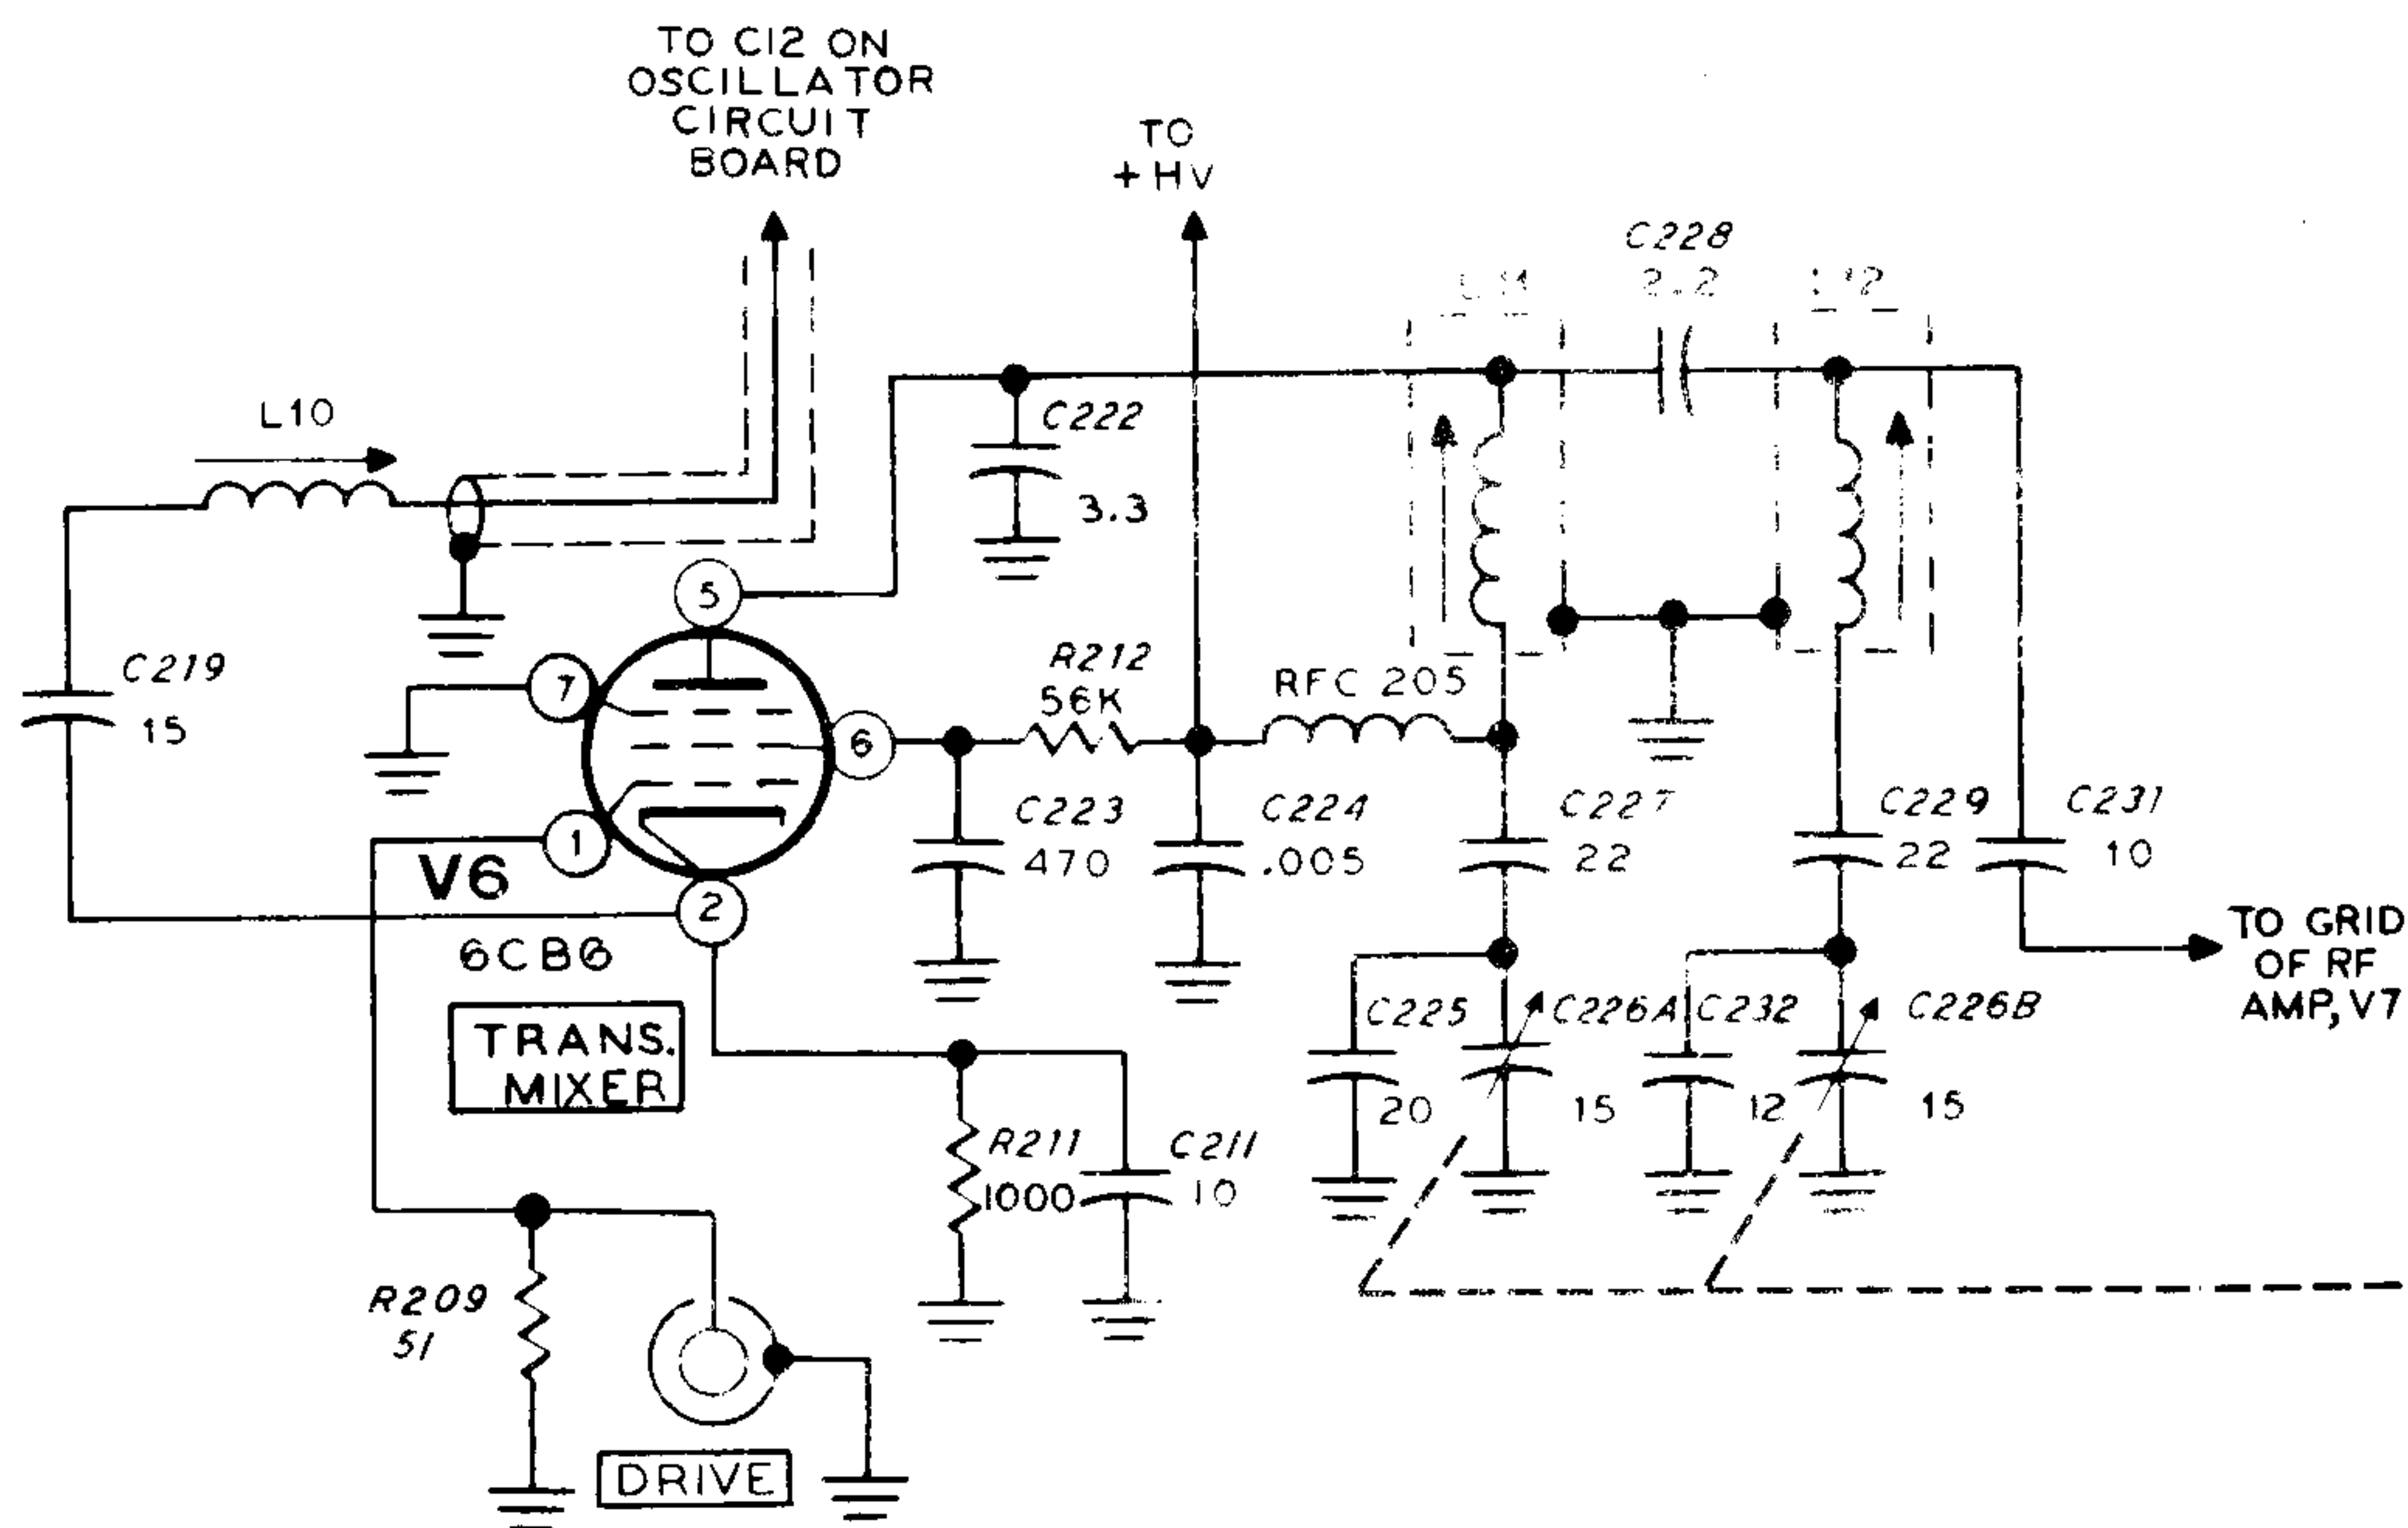 TO C12 ON
OSCILLATOR
CIRCUIT
BOARD
TO
+HV
C228
2.2
L10
C222
3.3
5
C219
15
7
R212
56K
RFC 205
6
1
V6
2
6CB6
C223
470
C224
.005
C227
22
C229
22
C231
10
TO GRID
OF RF
AMP, V7
TRANS.
MIXER
C225
20
C226A
15
C232
12
C226B
15
R211
1000
C211
10
R209
51
DRIVE